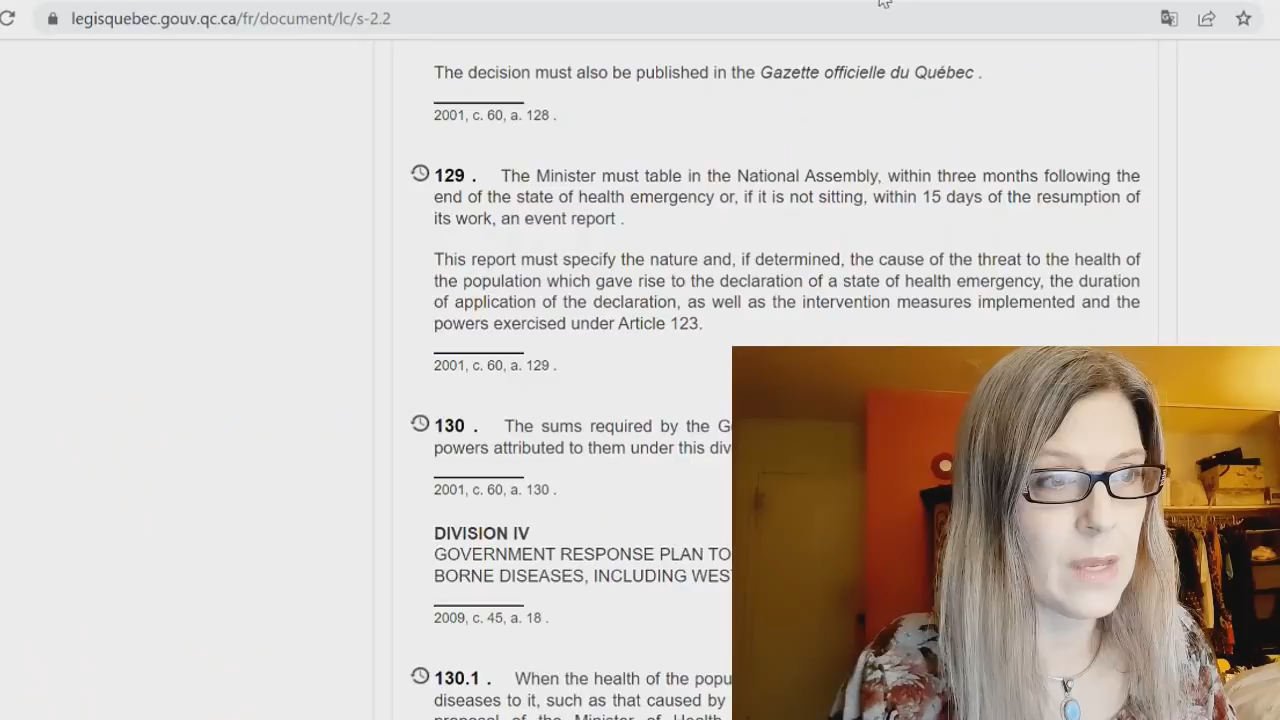 legisquebec.gouv.qc.ca/fr/document/lc/s-2.2
The decision must also be published in the Gazette officielle du Québec .
2001, c. 60, a. 128 .
129 . The Minister must table in the National Assembly, within three months following the
end of the state of health emergency or, if it is not sitting, within 15 days of the resumption of
its work, an event report .
This report must specify the nature and, if determined, the cause of the threat to the health of
the population which gave rise to the declaration of a state of health emergency, the duration
of application of the declaration, as well as the intervention measures implemented and the
powers exercised under Article 123.
2001, c. 60, a. 129 .
130 . The sums required by the
powers attributed to them under this
2001, c. 60, a. 130 .
DIVISION IV
GOVERNMENT RESPONSE PLAN TO
BORNE DISEASES, INCLUDING
2009, c. 45, a. 18 .
130.1 . When the health of the
diseases to it, such as that caused by
proposal of the Minister of Health